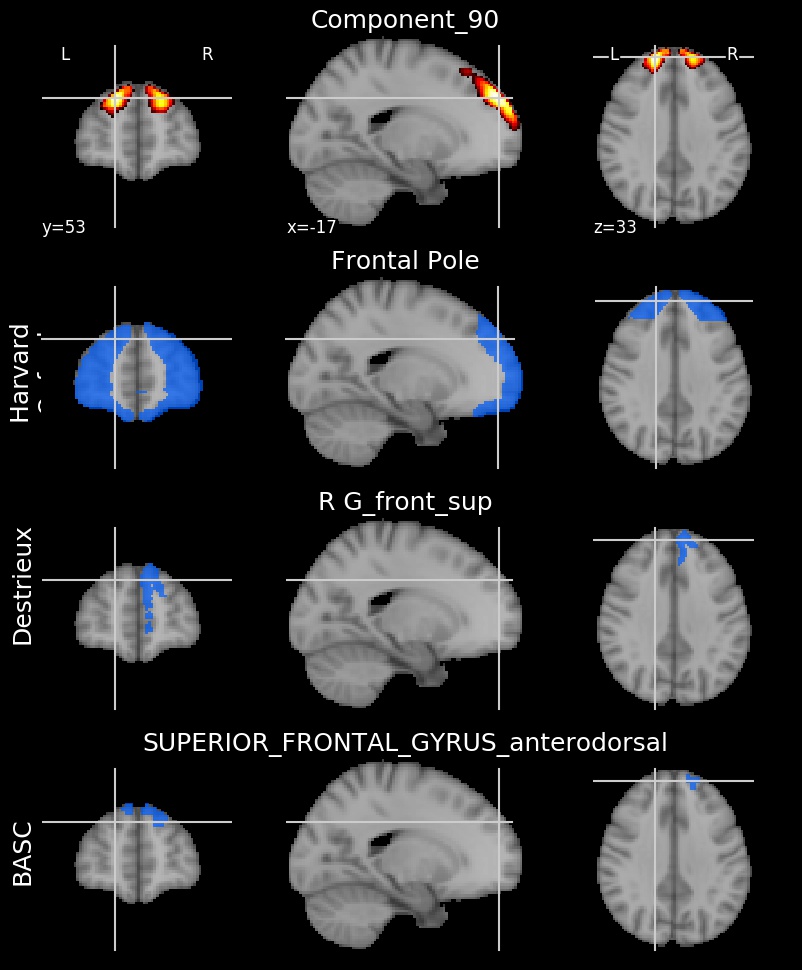 Component_90
L R L R
y=53 x=-17 z=33
Frontal Pole
Harvard
R G_front_sup
Destrieux
SUPERIOR_FRONTAL_GYRUS_anterodorsal
BASC